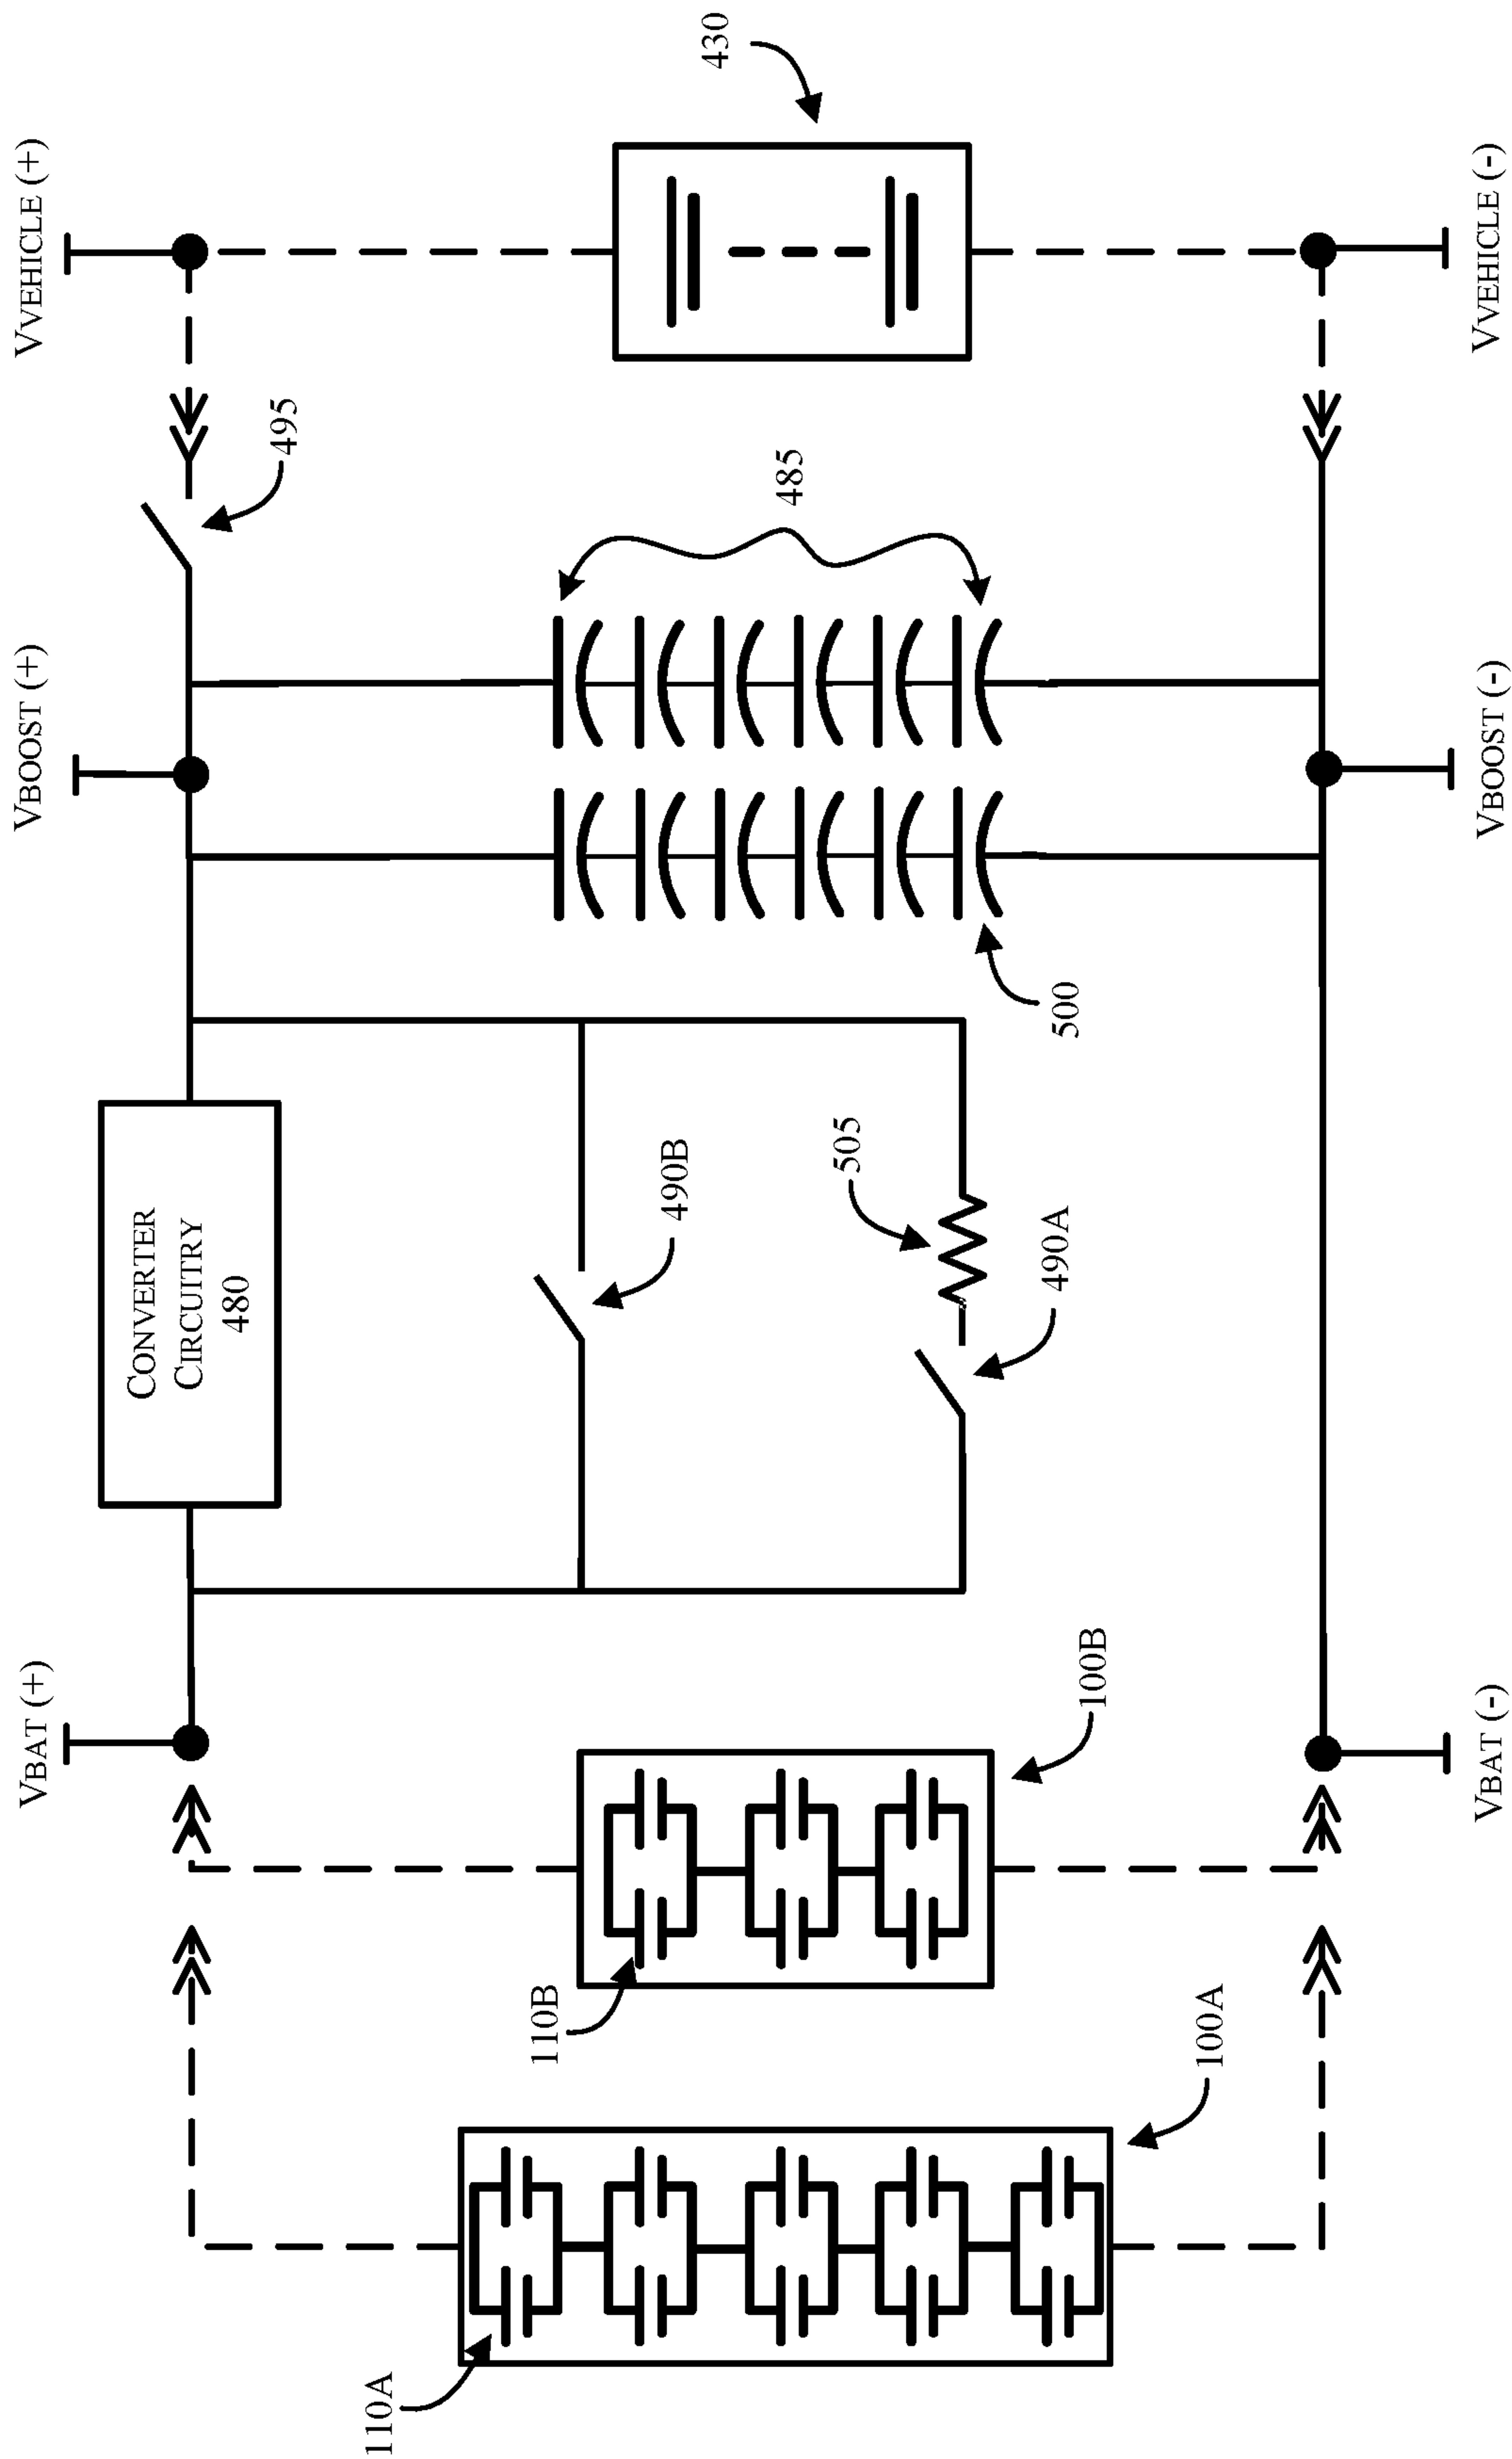 VBAT (+)
VBOOST (+)
VVEHICLE (+)
CONVERTER
CIRCUITRY
480
495
110A
110B
490B
485
430
505
500
490A
100B
100A
VBAT (-)
VBOOST (-)
VVEHICLE (-)